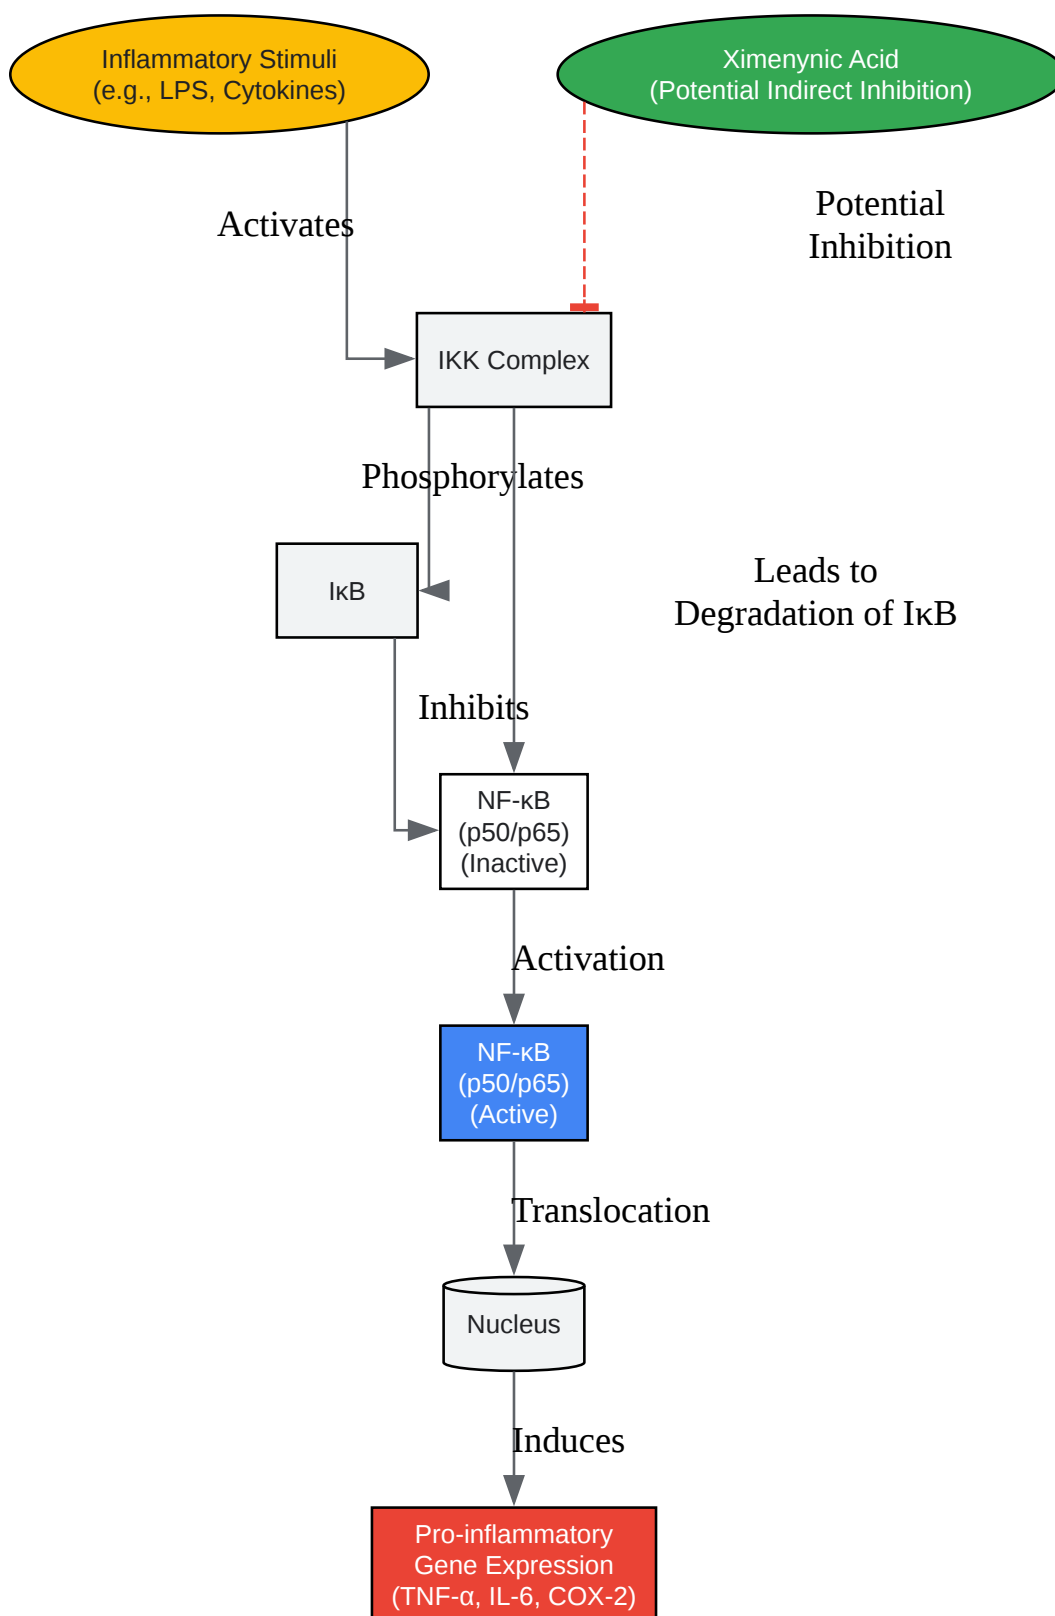 Inflammatory Stimuli
(e.g., LPS, Cytokines)
Ximenynic Acid
(Potential Indirect Inhibition)
Activates
Potential
Inhibition
IKK Complex
Phosphorylates
IκB
Leads to
Degradation of IκB
Inhibits
NF-κB
(p50/p65)
(Inactive)
Activation
NF-κB
(p50/p65)
(Active)
Translocation
Nucleus
Induces
Pro-inflammatory
Gene Expression
(TNF-α, IL-6, COX-2)